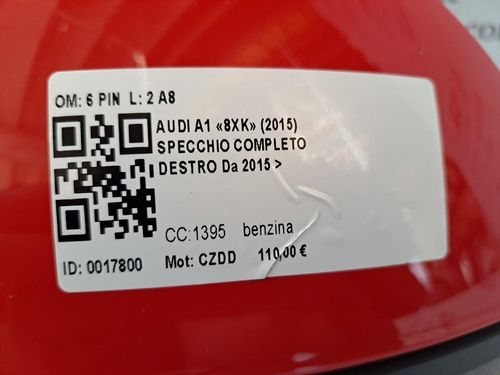 OM: 6 PIN L: 2 A8
AUDI A1 «8XK» (2015)
SPECCHIO COMPLETO
DESTRO Da 2015 >
CC:1395 benzina
ID: 0017800 Mot: CZDD 110,00 €